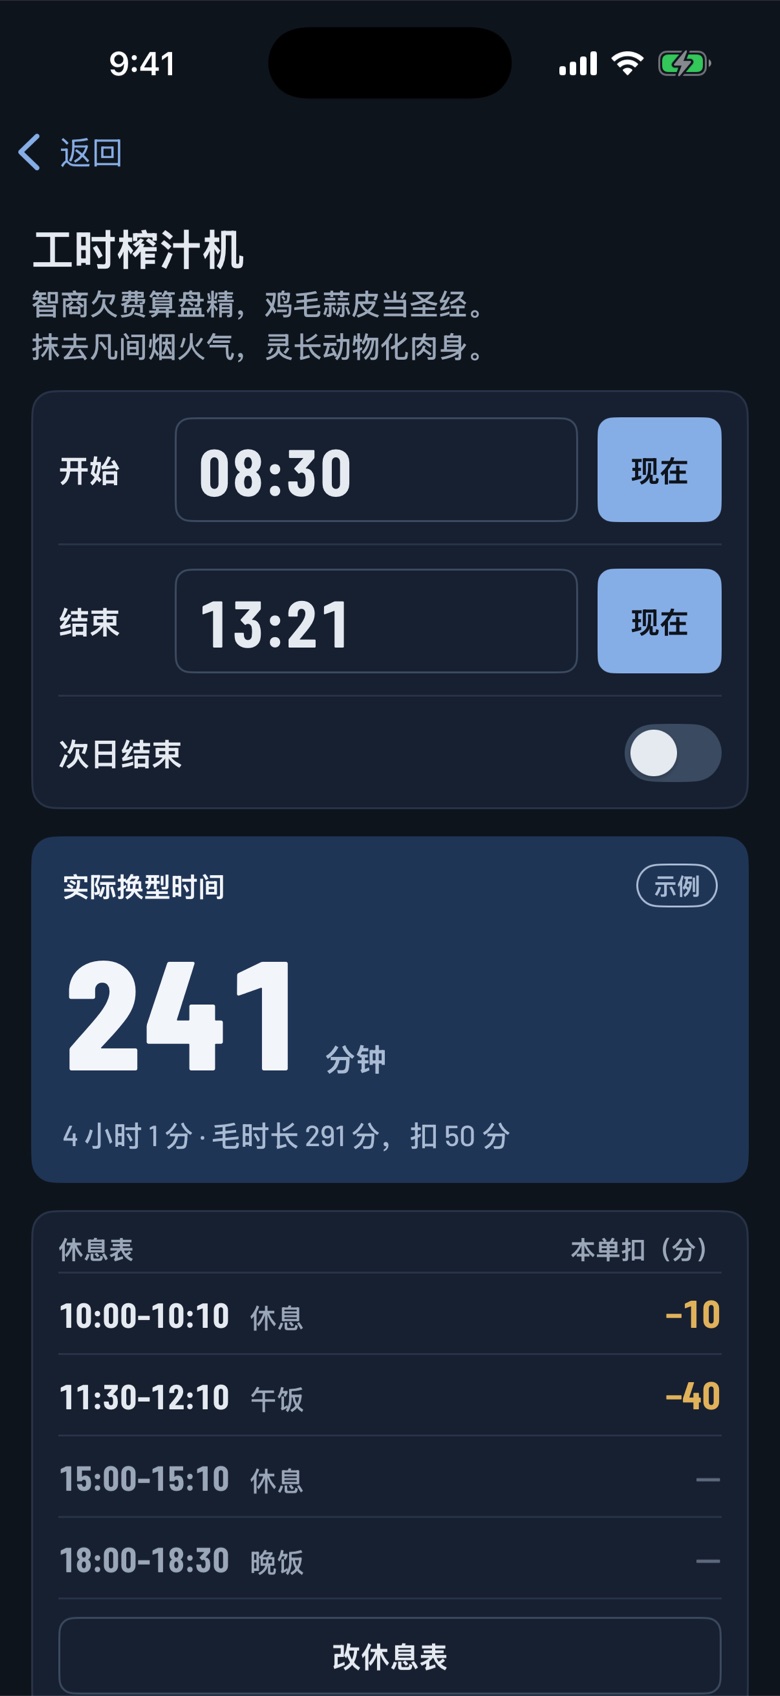 9:41
返回
工时榨汁机
智商欠费算盘精，鸡毛蒜皮当圣经。
抹去凡间烟火气，灵长动物化肉身。
开始 08:30 现在
结束 13:21 现在
次日结束
实际换型时间 示例
241 分钟
4 小时 1 分 · 毛时长 291 分，扣 50 分
休息表 本单扣（分）
10:00–10:10 休息 −10
11:30–12:10 午饭 −40
15:00–15:10 休息 —
18:00–18:30 晚饭 —
改休息表